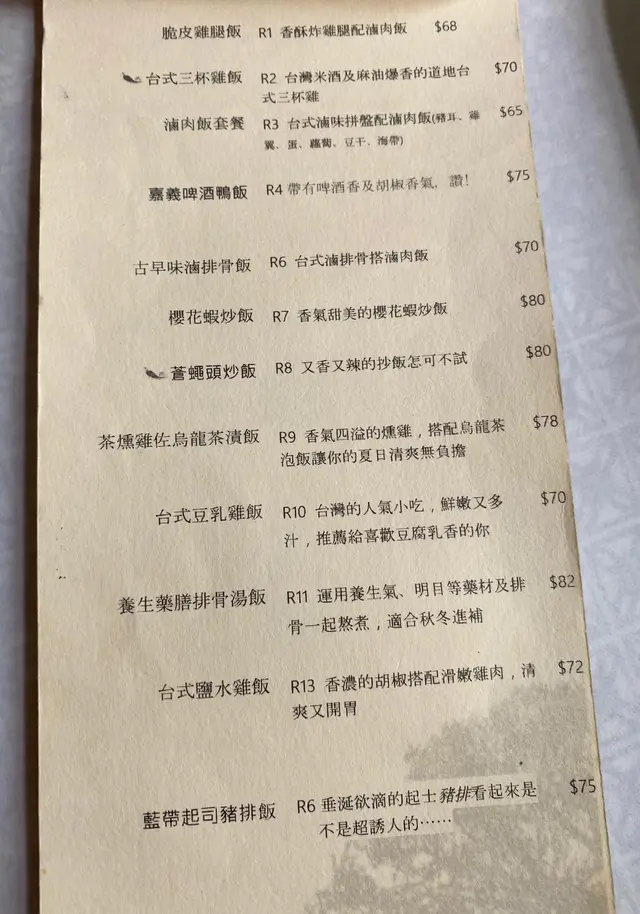 脆皮雞腿飯 R1 香酥炸雞腿配滷肉飯 $68
台式三杯雞飯 R2 台灣米酒及麻油爆香的道地台 $70
式三杯雞
滷肉飯套餐 R3 台式滷味拼盤配滷肉飯(豬耳、雞 $65
翼、蛋、蘿蔔、豆干、海帶)
嘉義啤酒鴨飯 R4 帶有啤酒香及胡椒香氣, 讚! $75
古早味滷排骨飯 R6 台式滷排骨搭滷肉飯 $70
櫻花蝦炒飯 R7 香氣甜美的櫻花蝦炒飯 $80
蒼蠅頭炒飯 R8 又香又辣的抄飯怎可不試 $80
茶燻雞佐烏龍茶漬飯 R9 香氣四溢的燻雞，搭配烏龍茶 $78
泡飯讓你的夏日清爽無負擔
台式豆乳雞飯 R10 台灣的人氣小吃，鮮嫩又多 $70
汁，推薦給喜歡豆腐乳香的你
養生藥膳排骨湯飯 R11 運用養生氣、明目等藥材及排 $82
骨一起熬煮，適合秋冬進補
台式鹽水雞飯 R13 香濃的胡椒搭配滑嫩雞肉，清 $72
爽又開胃
藍帶起司豬排飯 R6 垂涎欲滴的起士豬排看起來是 $75
不是超誘人的……